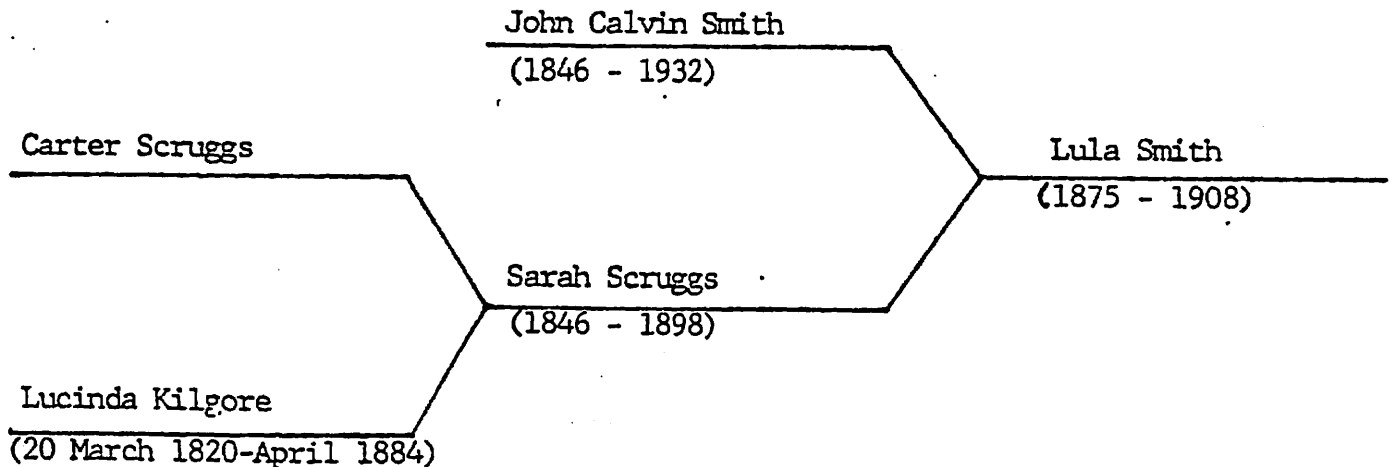 John Calvin Smith
(1846 - 1932)
Carter Scruggs
Lula Smith
(1875 - 1908)
Sarah Scruggs
(1846 - 1898)
Lucinda Kilgore
(20 March 1820-April 1884)